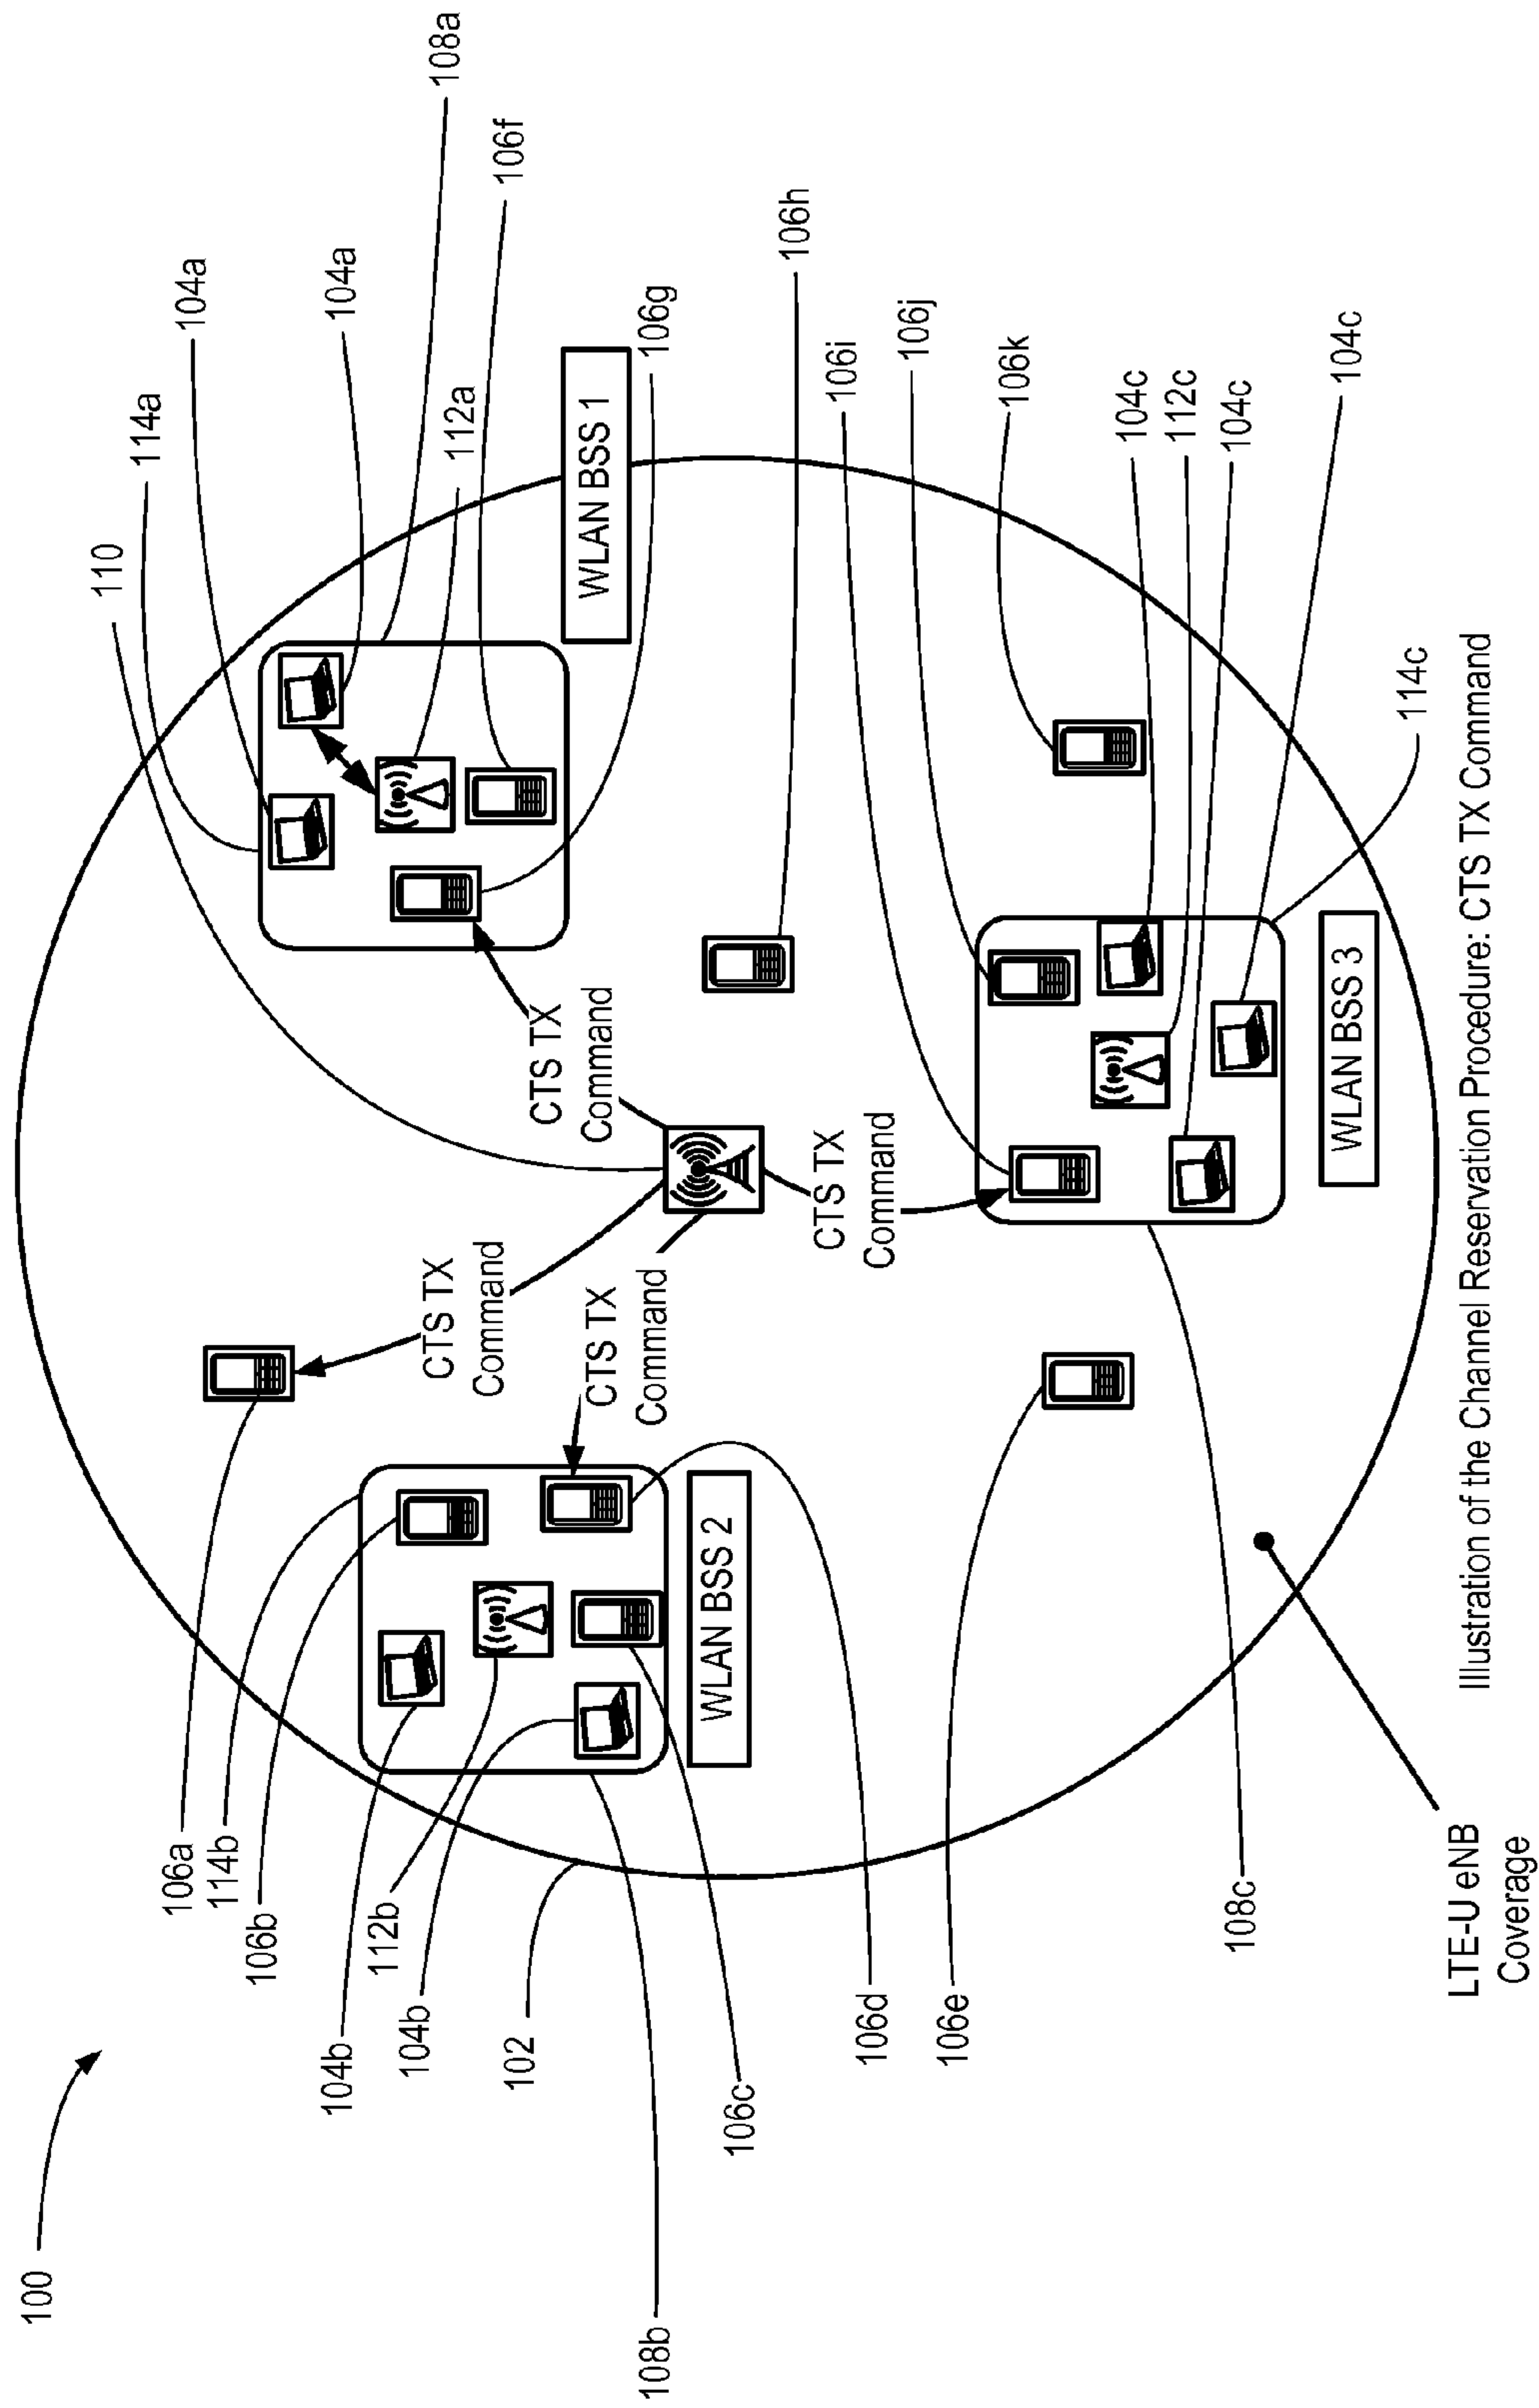 100
110
114a
104a
104a
108a
112a
106f
106g
WLAN BSS 1
106h
106i
106j
106k
104c
112c
104c
104c
114c
CTS TX
Command
CTS TX
Command
CTS TX
Command
CTS TX
Command
106a
114b
106b
104b
112b
104b
102
WLAN BSS 2
108b
106c
106d
106e
WLAN BSS 3
108c
LTE-U eNB
Coverage
Illustration of the Channel Reservation Procedure: CTS TX Command